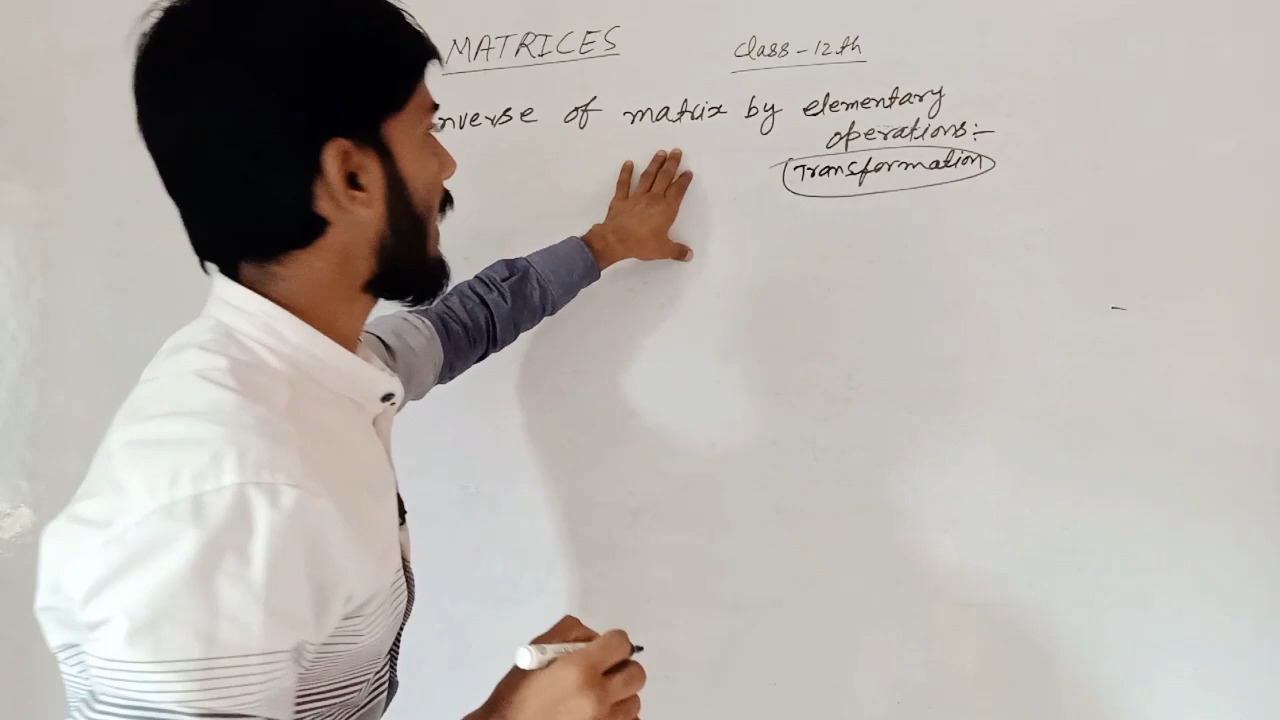 MATRICES
Class-12th
nverse of matrix by elementary
operations:-
Transformation